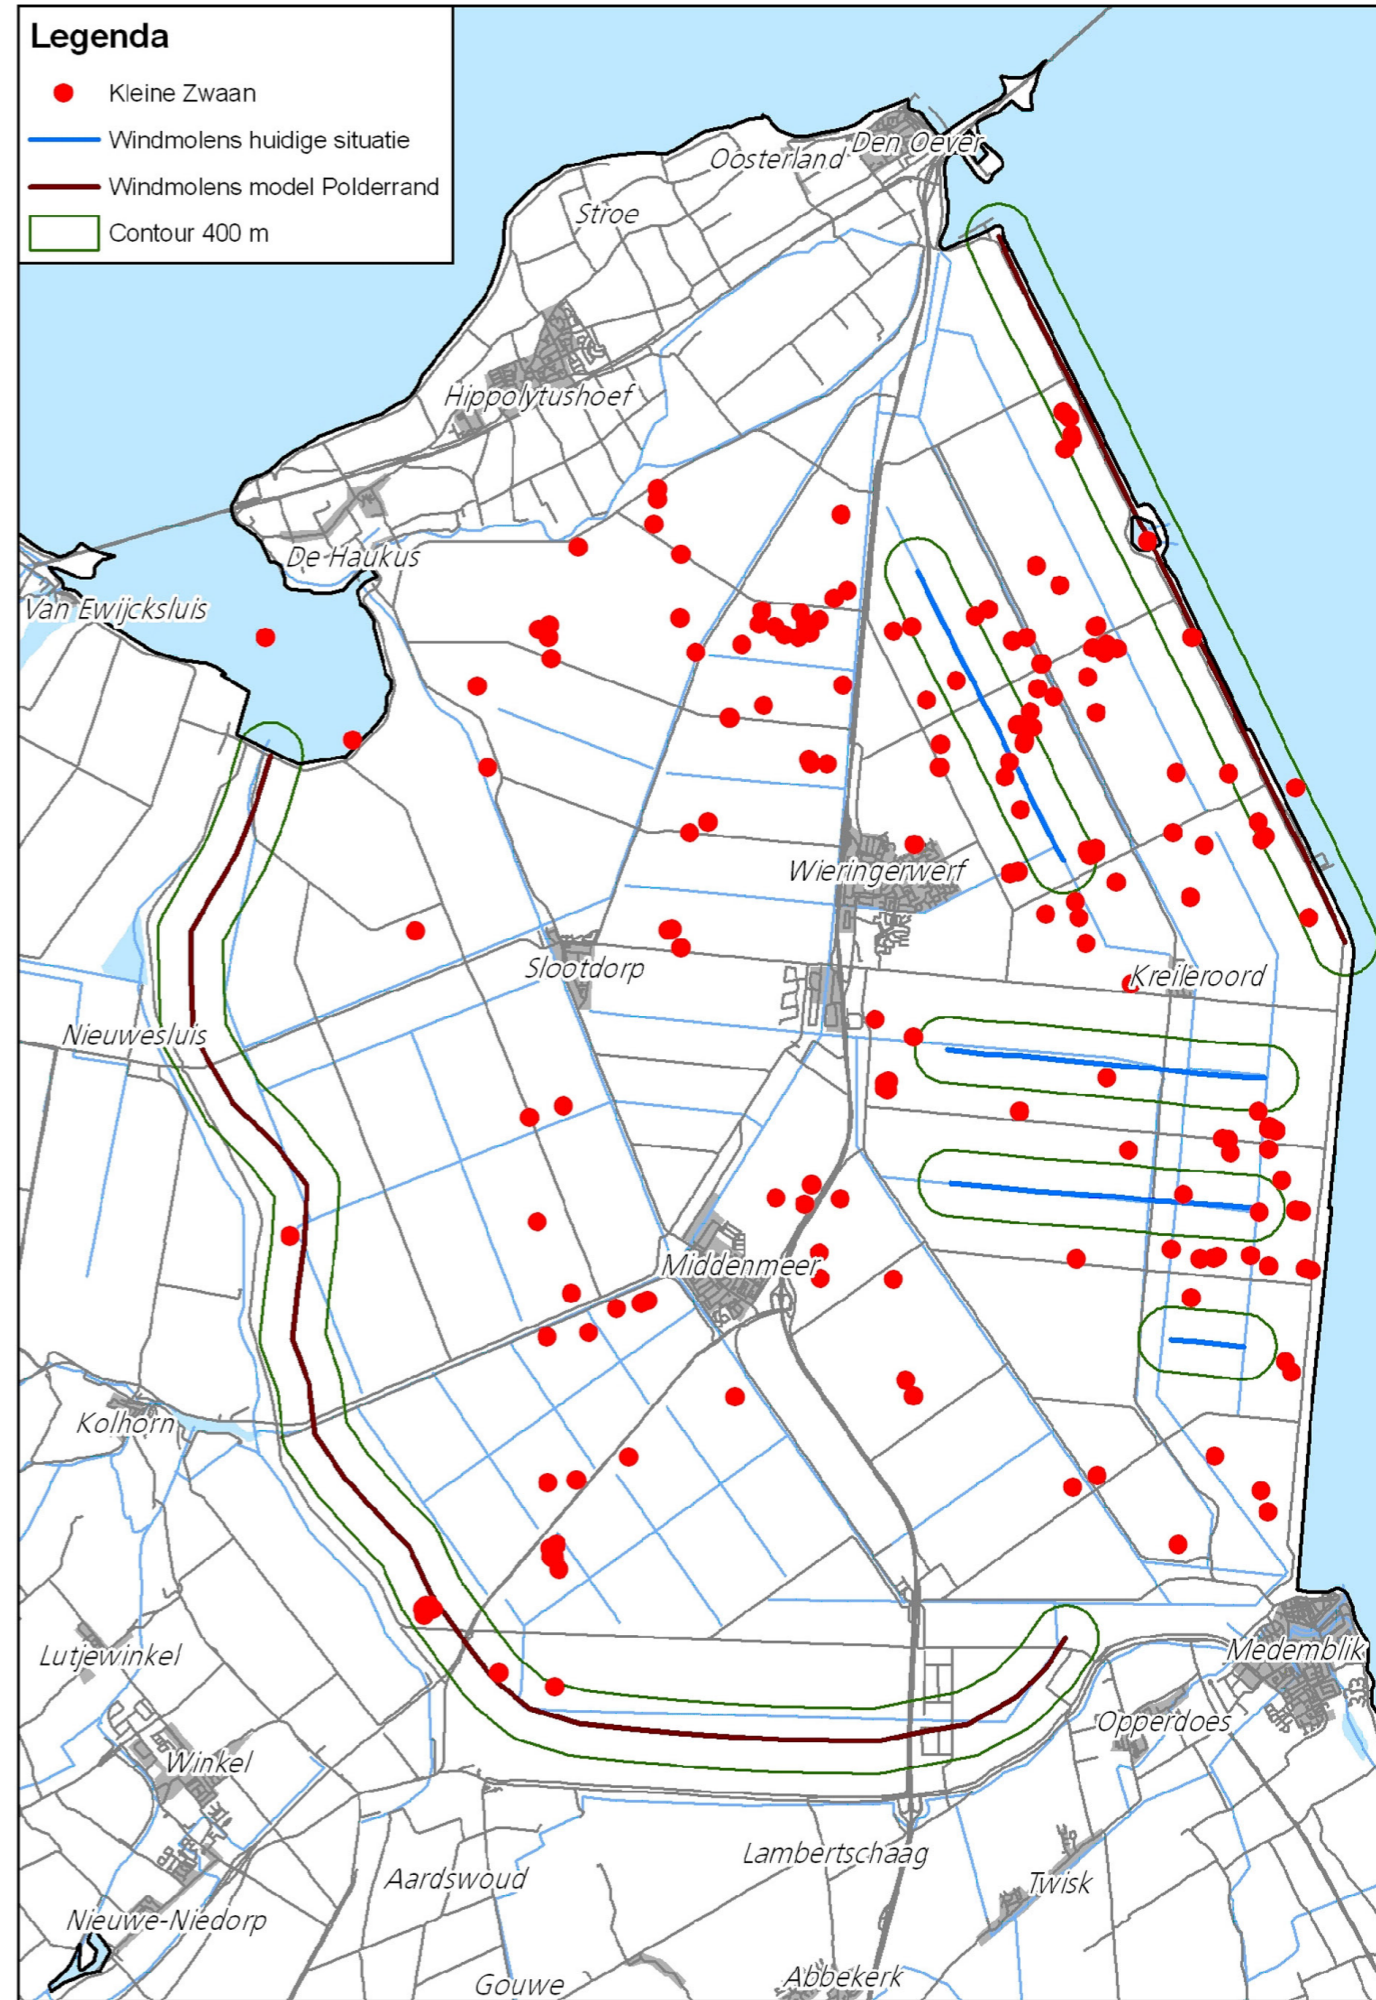 Legenda
Kleine Zwaan
Windmolens huidige situatie
Windmolens model Polderrand
Contour 400 m
Oosterland
Den Oever
Stroe
Hippolytushoef
De Haukus
Van Ewijcksluis
Wieringerwerf
Slootdorp
Kreileroord
Nieuwesluis
Middenmeer
Kolhorn
Lutjewinkel
Medemblik
Opperdoes
Winkel
Lambertschaag
Aardswoud
Twisk
Nieuwe-Niedorp
Gouwe
Abbekerk